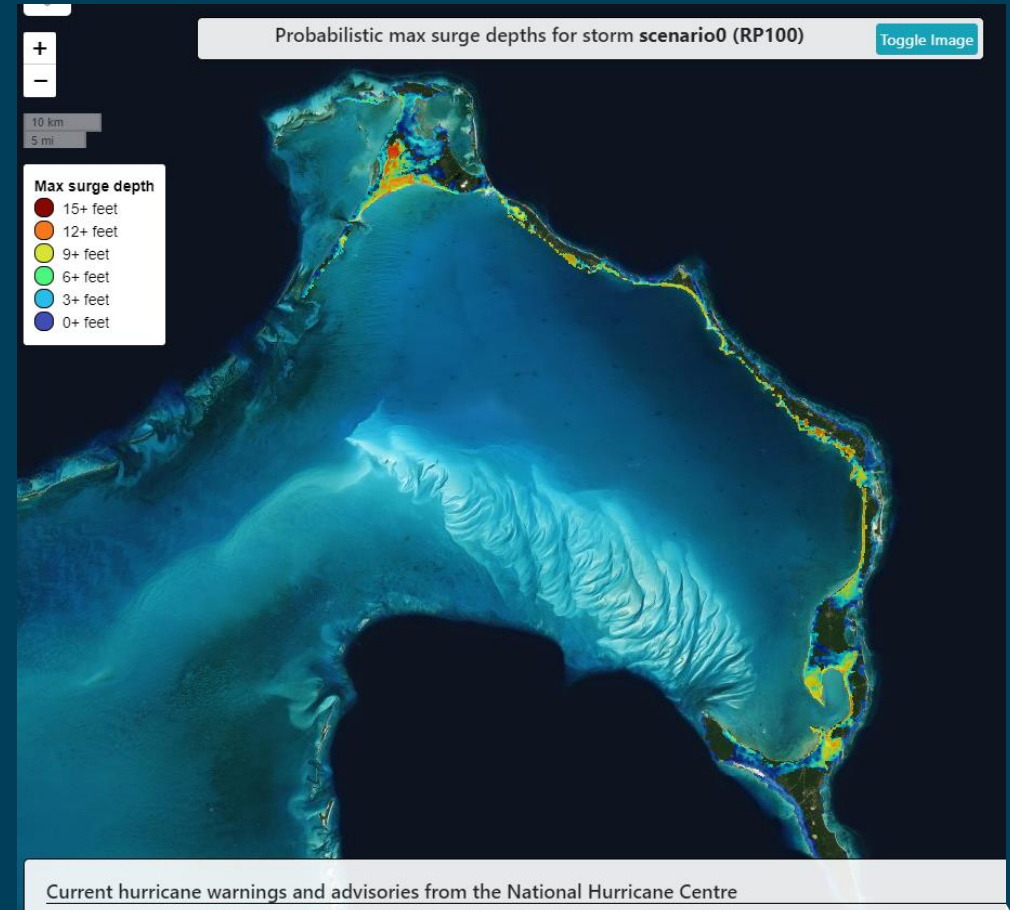 Probabilistic max surge depths for storm scenario0 (RP100)
Toggle Image
+
−
10 km
5 mi
Max surge depth
15+ feet
12+ feet
9+ feet
6+ feet
3+ feet
0+ feet
Current hurricane warnings and advisories from the National Hurricane Centre